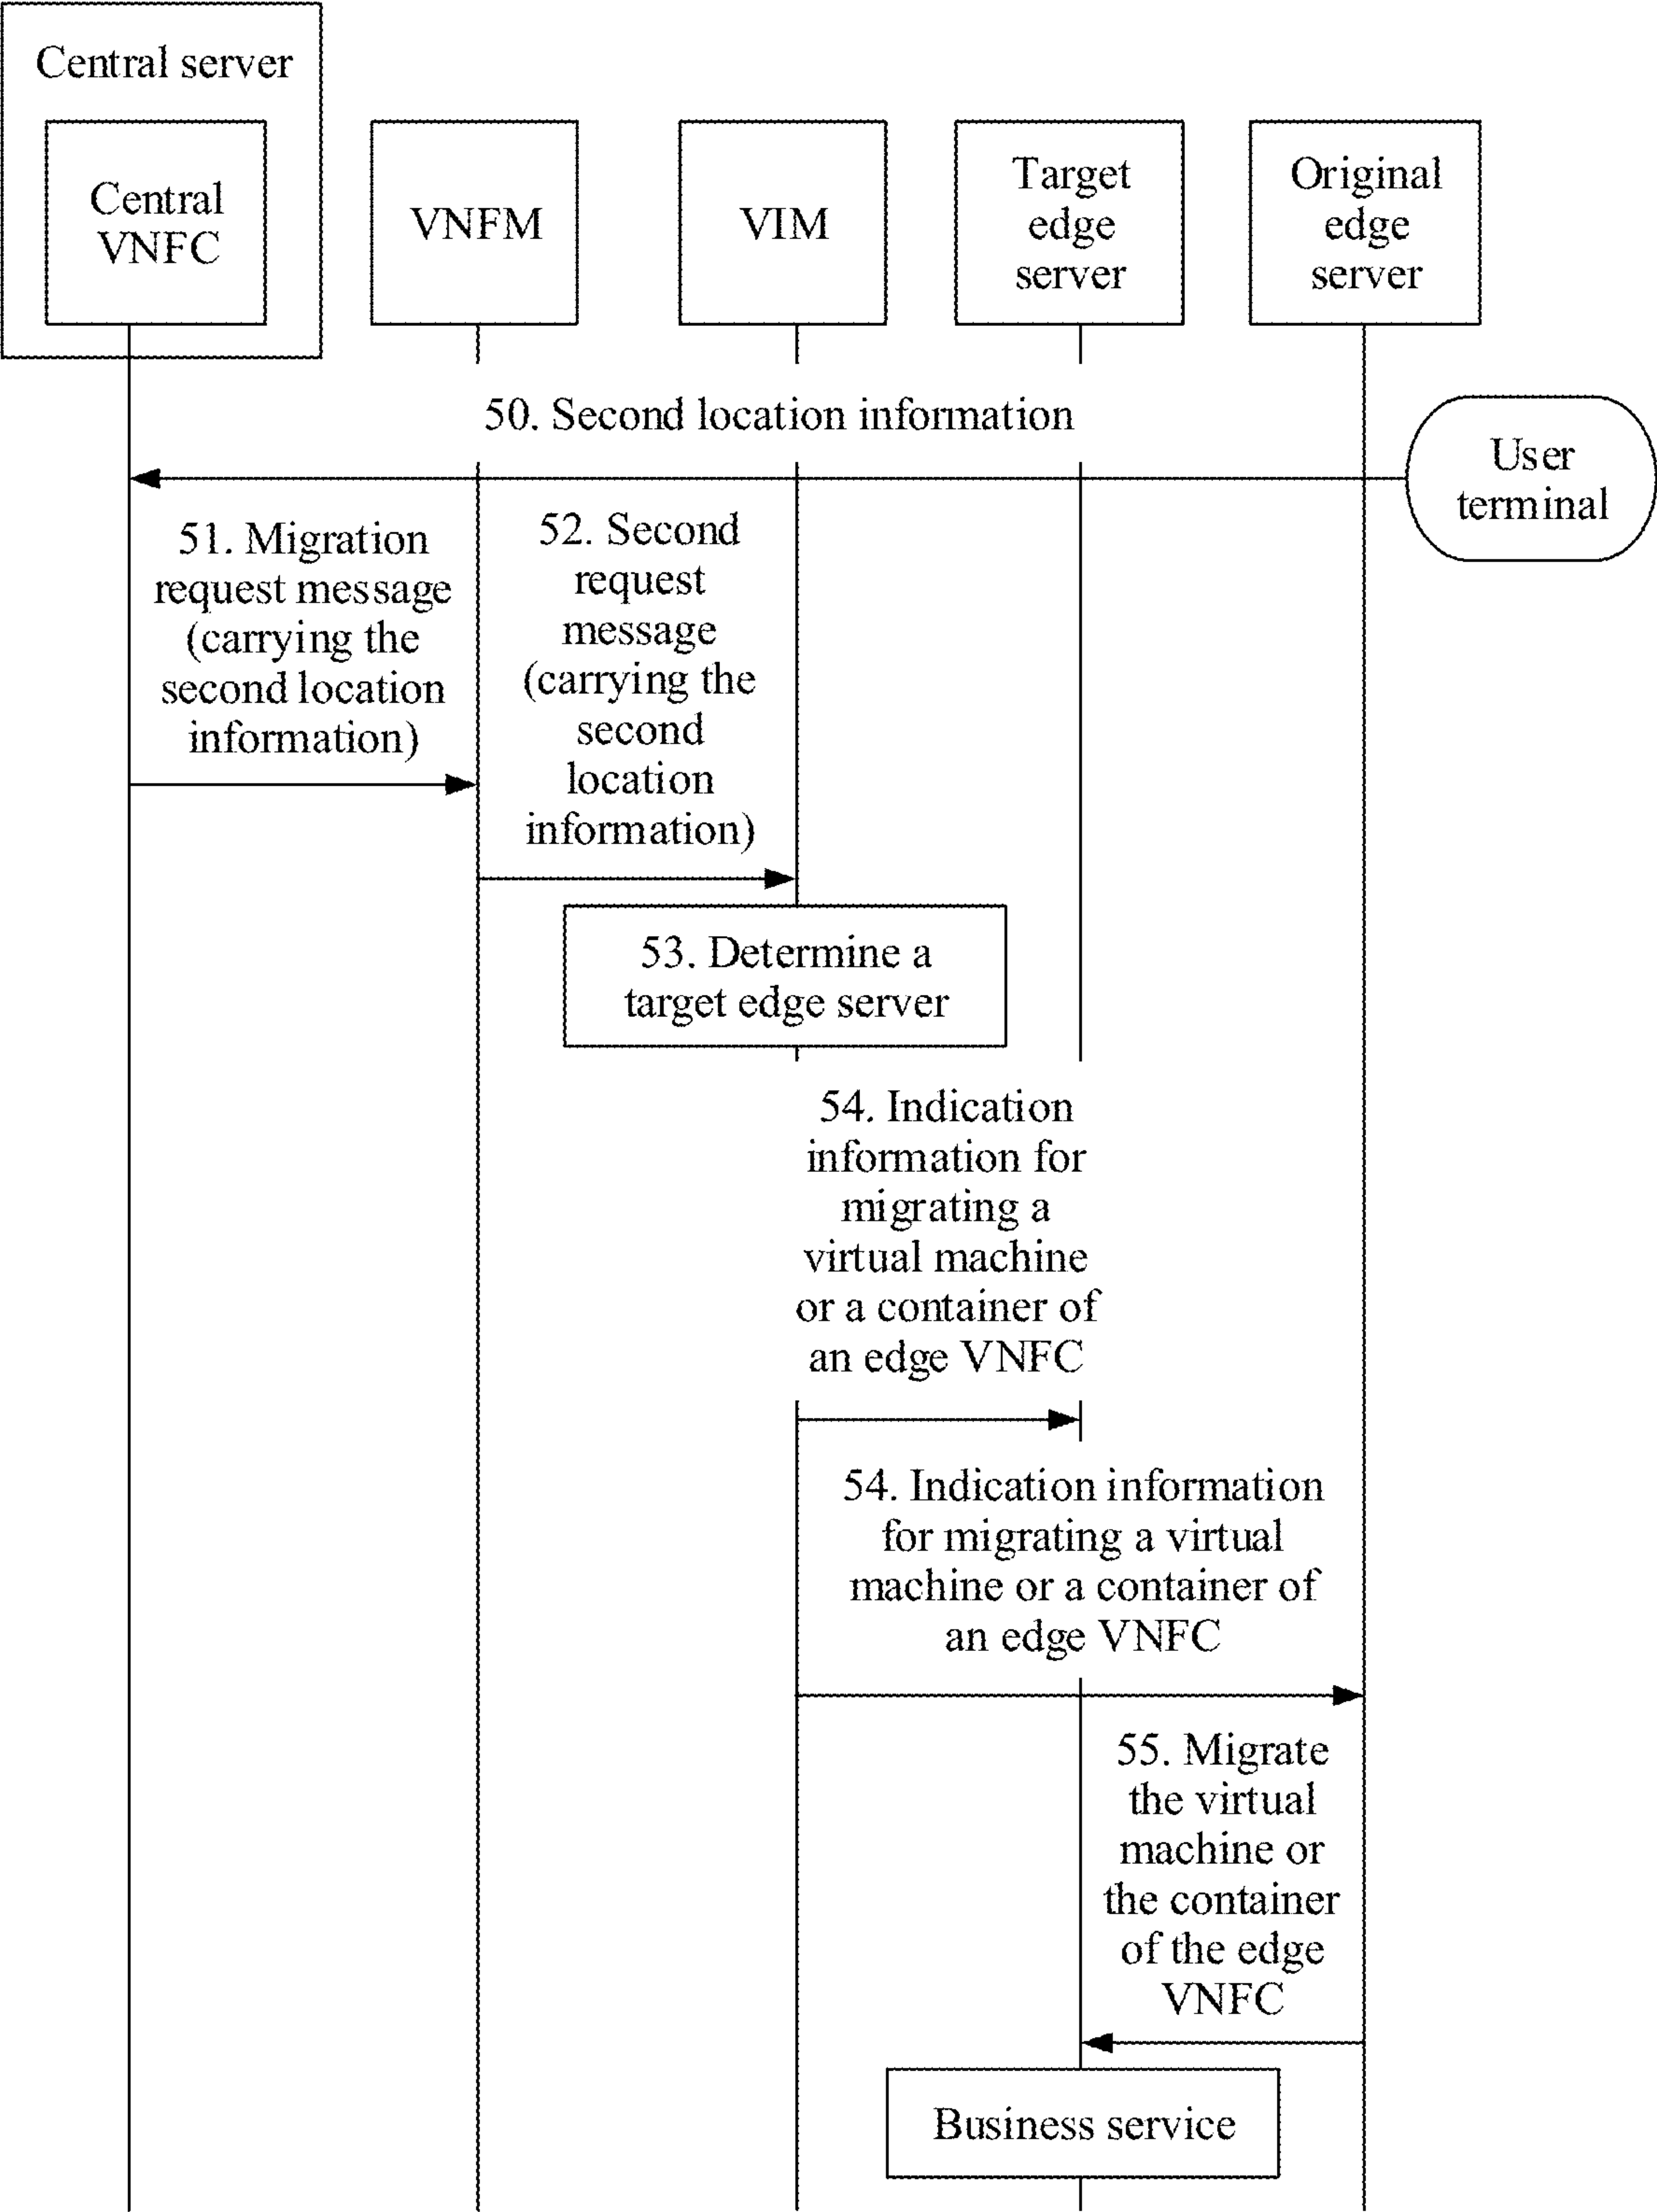 Central server
Central
VNFC
VNFM
VIM
Target
edge
server
Original
edge
server
50. Second location information
User
terminal
51. Migration
request message
(carrying the
second location
information)
52. Second
request
message
(carrying the
second
location
information)
53. Determine a
target edge server
54. Indication
information for
migrating a
virtual machine
or a container of
an edge VNFC
54. Indication information
for migrating a virtual
machine or a container of
an edge VNFC
55. Migrate
the virtual
machine or
the container
of the edge
VNFC
Business service